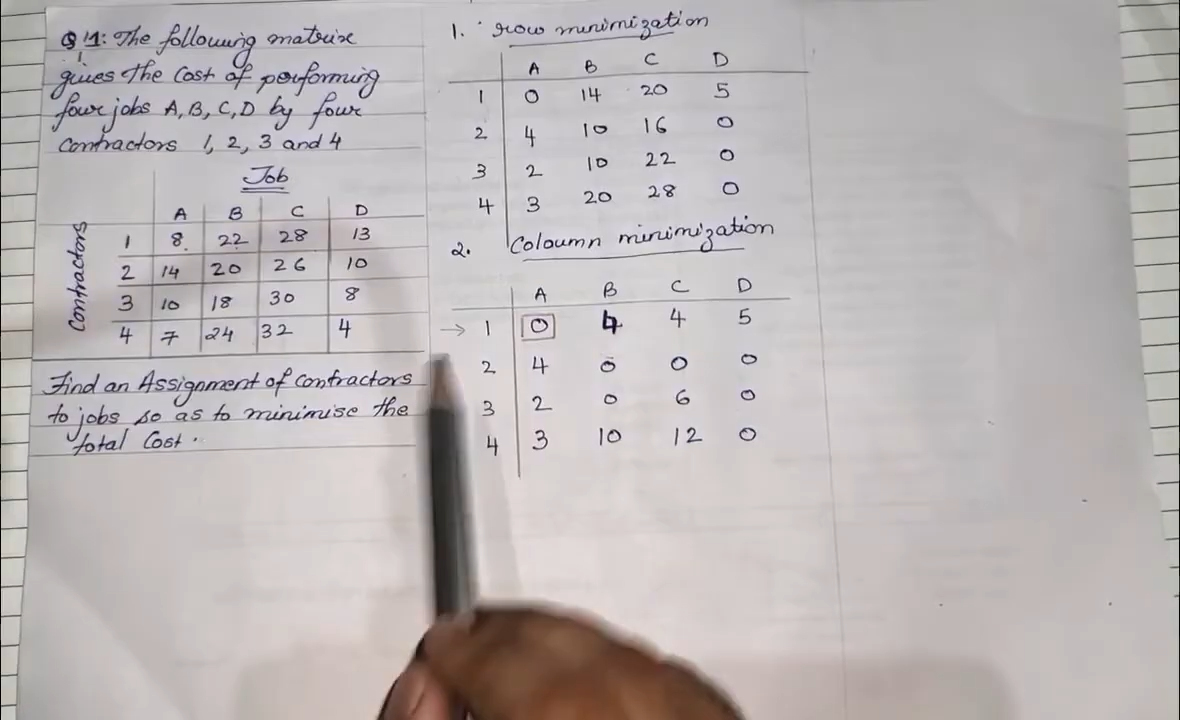 Q 1: The following matrix
gives the cost of performing
four jobs A, B, C, D by four
contractors 1, 2, 3 and 4
Job
A B C D
Contractors
1 8 22 28 13
2 14 20 26 10
3 10 18 30 8
4 7 24 32 4
Find an Assignment of contractors
to jobs so as to minimise the
total cost.
1. row minimization
A B C D
1 0 14 20 5
2 4 10 16 0
3 2 10 22 0
4 3 20 28 0
2. Coloumn minimization
A B C D
→ 1 0 4 4 5
2 4 0 0 0
3 2 0 6 0
4 3 10 12 0